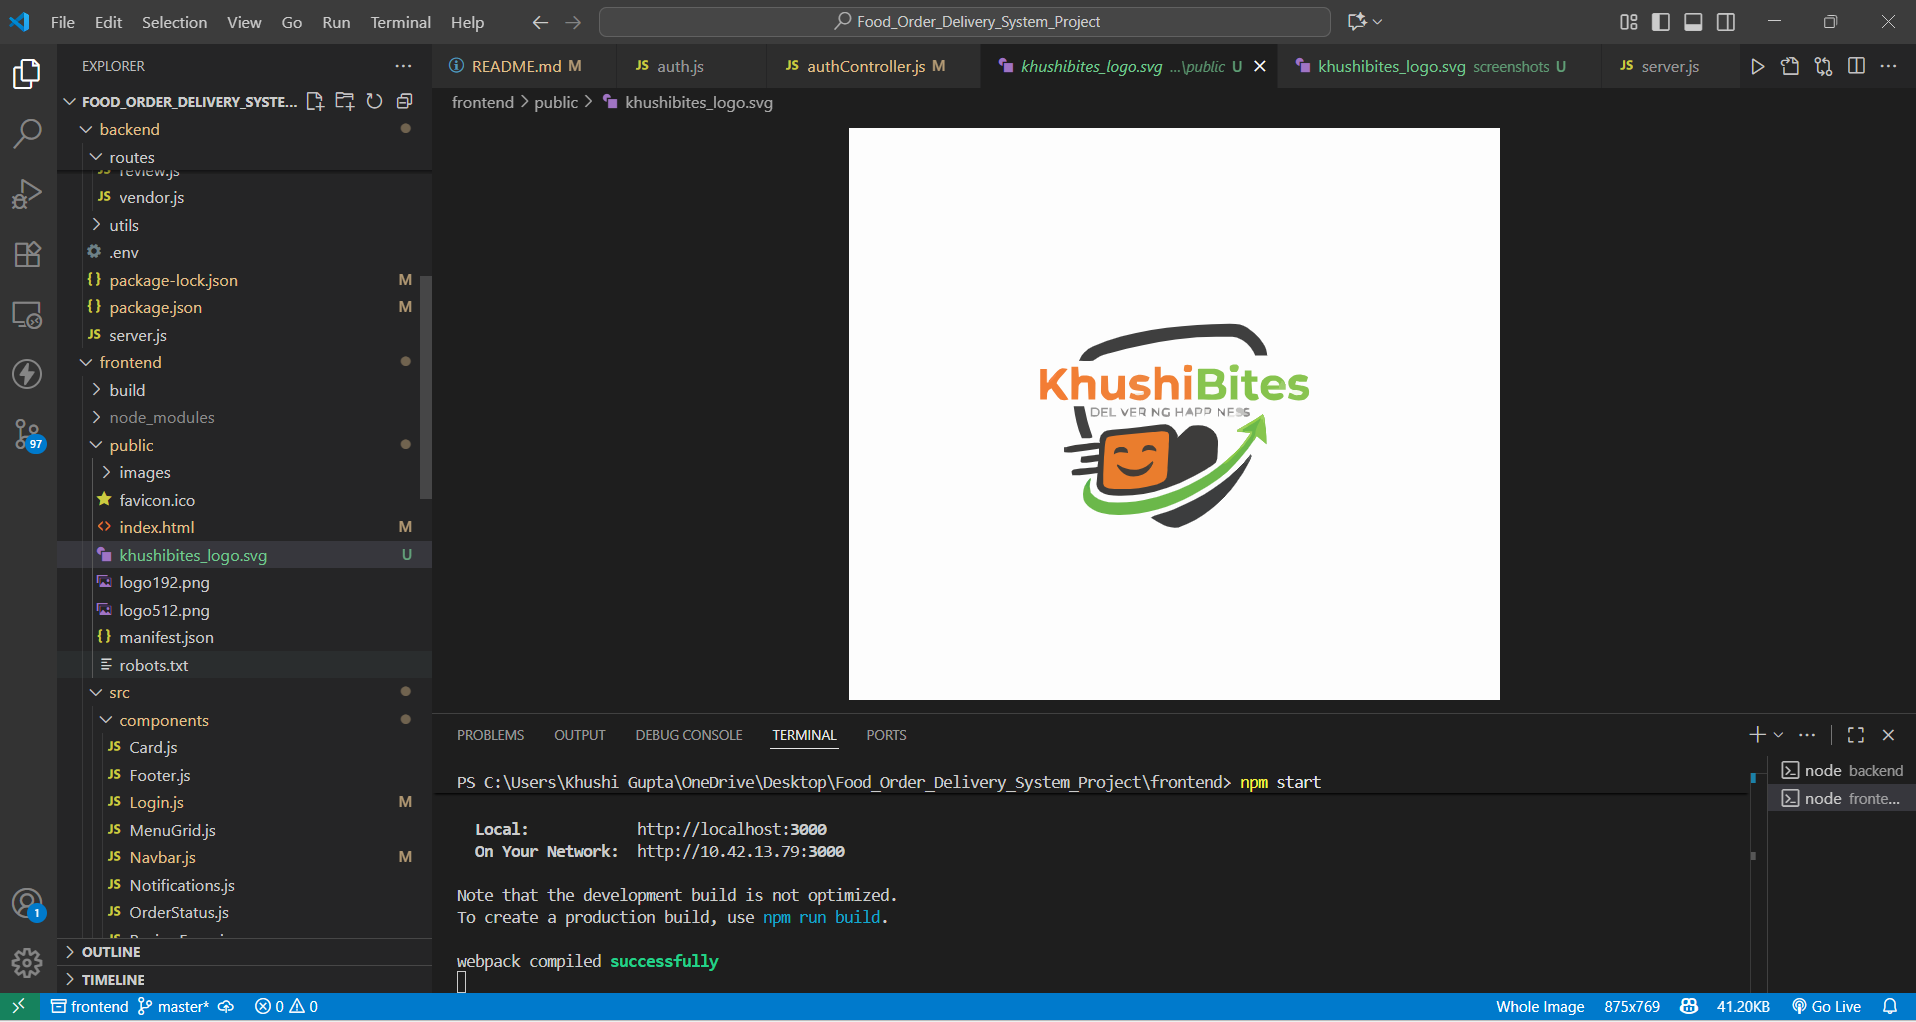 File Edit Selection View Go Run Terminal Help
Food_Order_Delivery_System_Project
EXPLORER
FOOD_ORDER_DELIVERY_SYSTE...
backend
routes
review.js
vendor.js
utils
.env
package-lock.json M
package.json M
server.js
frontend
build
node_modules
public
images
favicon.ico
index.html M
khushibites_logo.svg U
logo192.png
logo512.png
manifest.json
robots.txt
src
components
Card.js
Footer.js
Login.js M
MenuGrid.js
Navbar.js M
Notifications.js
OrderStatus.js
OUTLINE
TIMELINE
97
1
README.md M
JS auth.js
JS authController.js M
khushibites_logo.svg ...\public U
khushibites_logo.svg screenshots U
JS server.js
frontend > public > khushibites_logo.svg
KhushiBites
DEL VER NG HAPP NESS
PROBLEMS OUTPUT DEBUG CONSOLE TERMINAL PORTS
PS C:\Users\Khushi Gupta\OneDrive\Desktop\Food_Order_Delivery_System_Project\frontend> npm start
Local: http://localhost:3000
On Your Network: http://10.42.13.79:3000
Note that the development build is not optimized.
To create a production build, use npm run build.
webpack compiled successfully
node backend
node fronte...
frontend master* 0 0
Whole Image 875x769 41.20KB Go Live